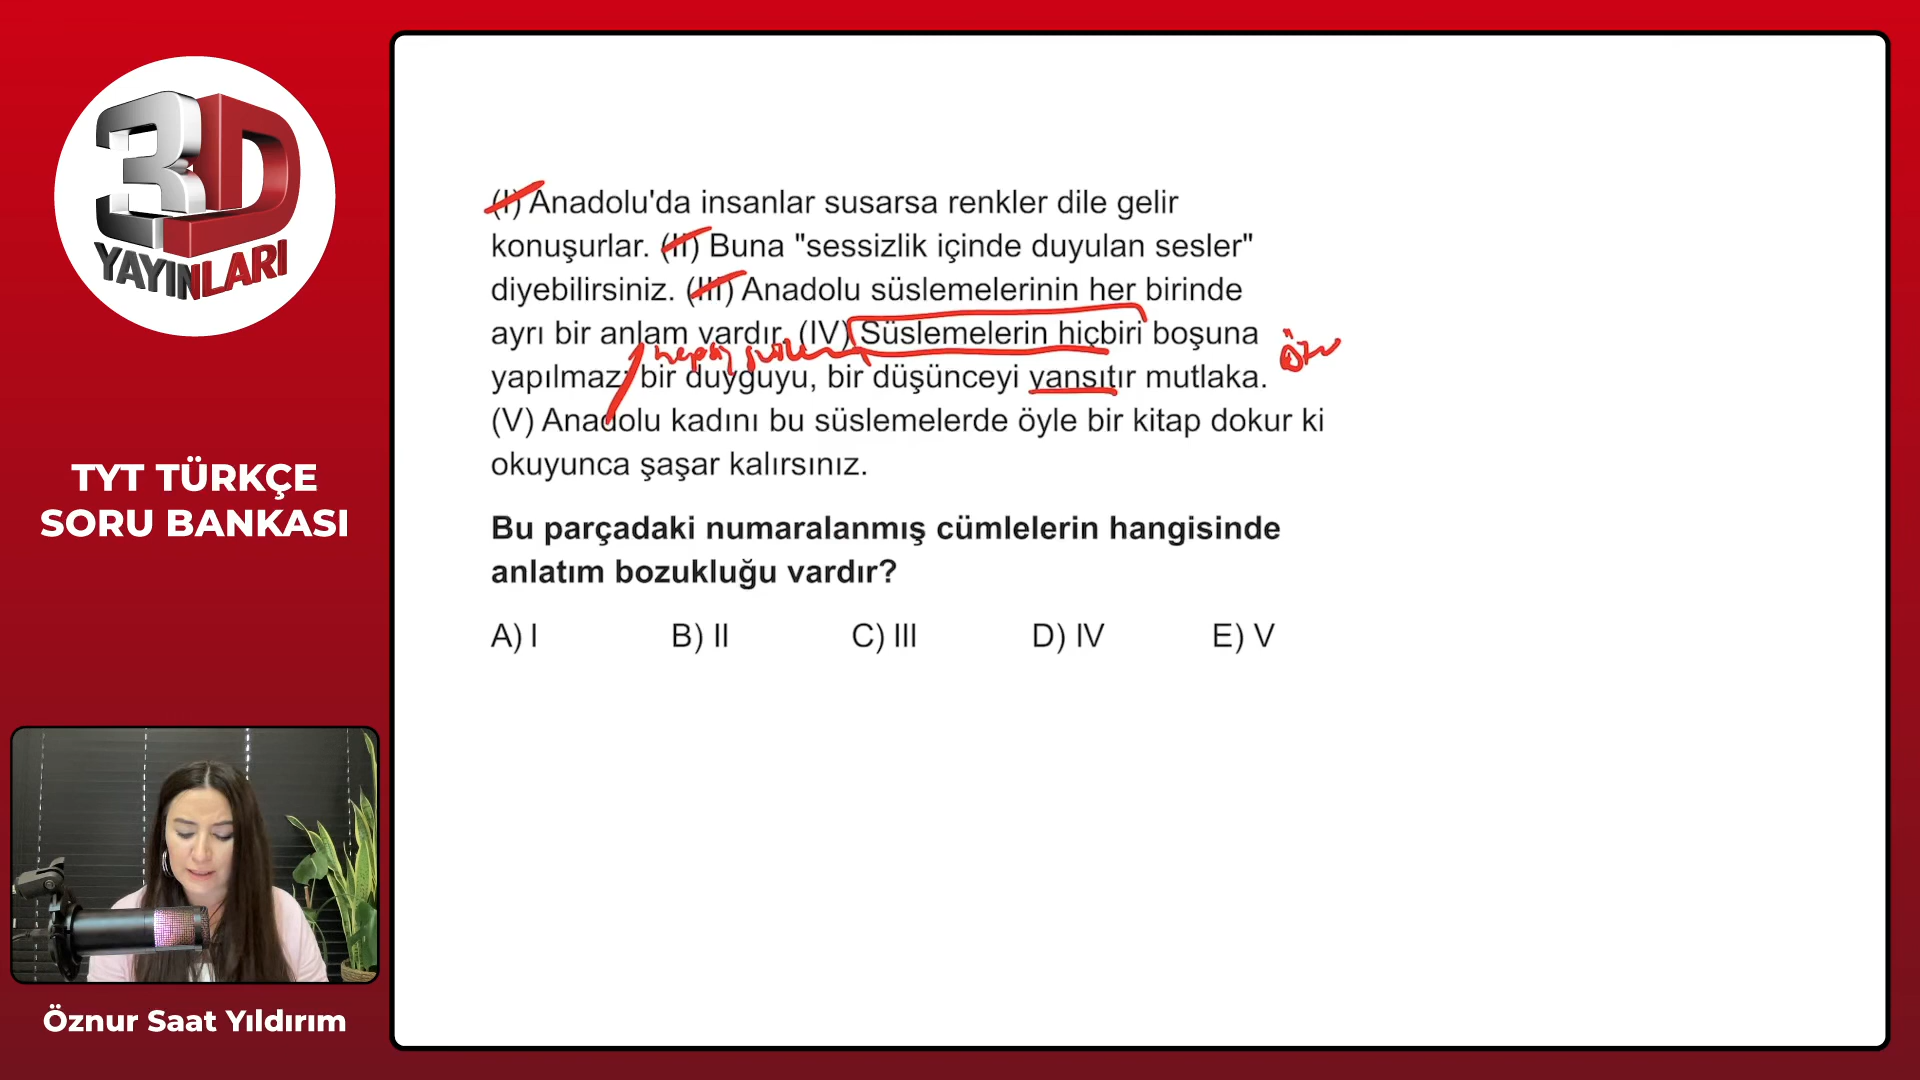 3D
YAYINLARI
TYT TÜRKÇE
SORU BANKASI
Öznur Saat Yıldırım
(I) Anadolu'da insanlar susarsa renkler dile gelir
konuşurlar. (II) Buna "sessizlik içinde duyulan sesler"
diyebilirsiniz. (III) Anadolu süslemelerinin her birinde
ayrı bir anlam vardır. (IV) Süslemelerin hiçbiri boşuna
yapılmaz; bir duyguyu, bir düşünceyi yansıtır mutlaka.
(V) Anadolu kadını bu süslemelerde öyle bir kitap dokur ki
okuyunca şaşar kalırsınız.
Bu parçadaki numaralanmış cümlelerin hangisinde
anlatım bozukluğu vardır?
A) I B) II C) III D) IV E) V